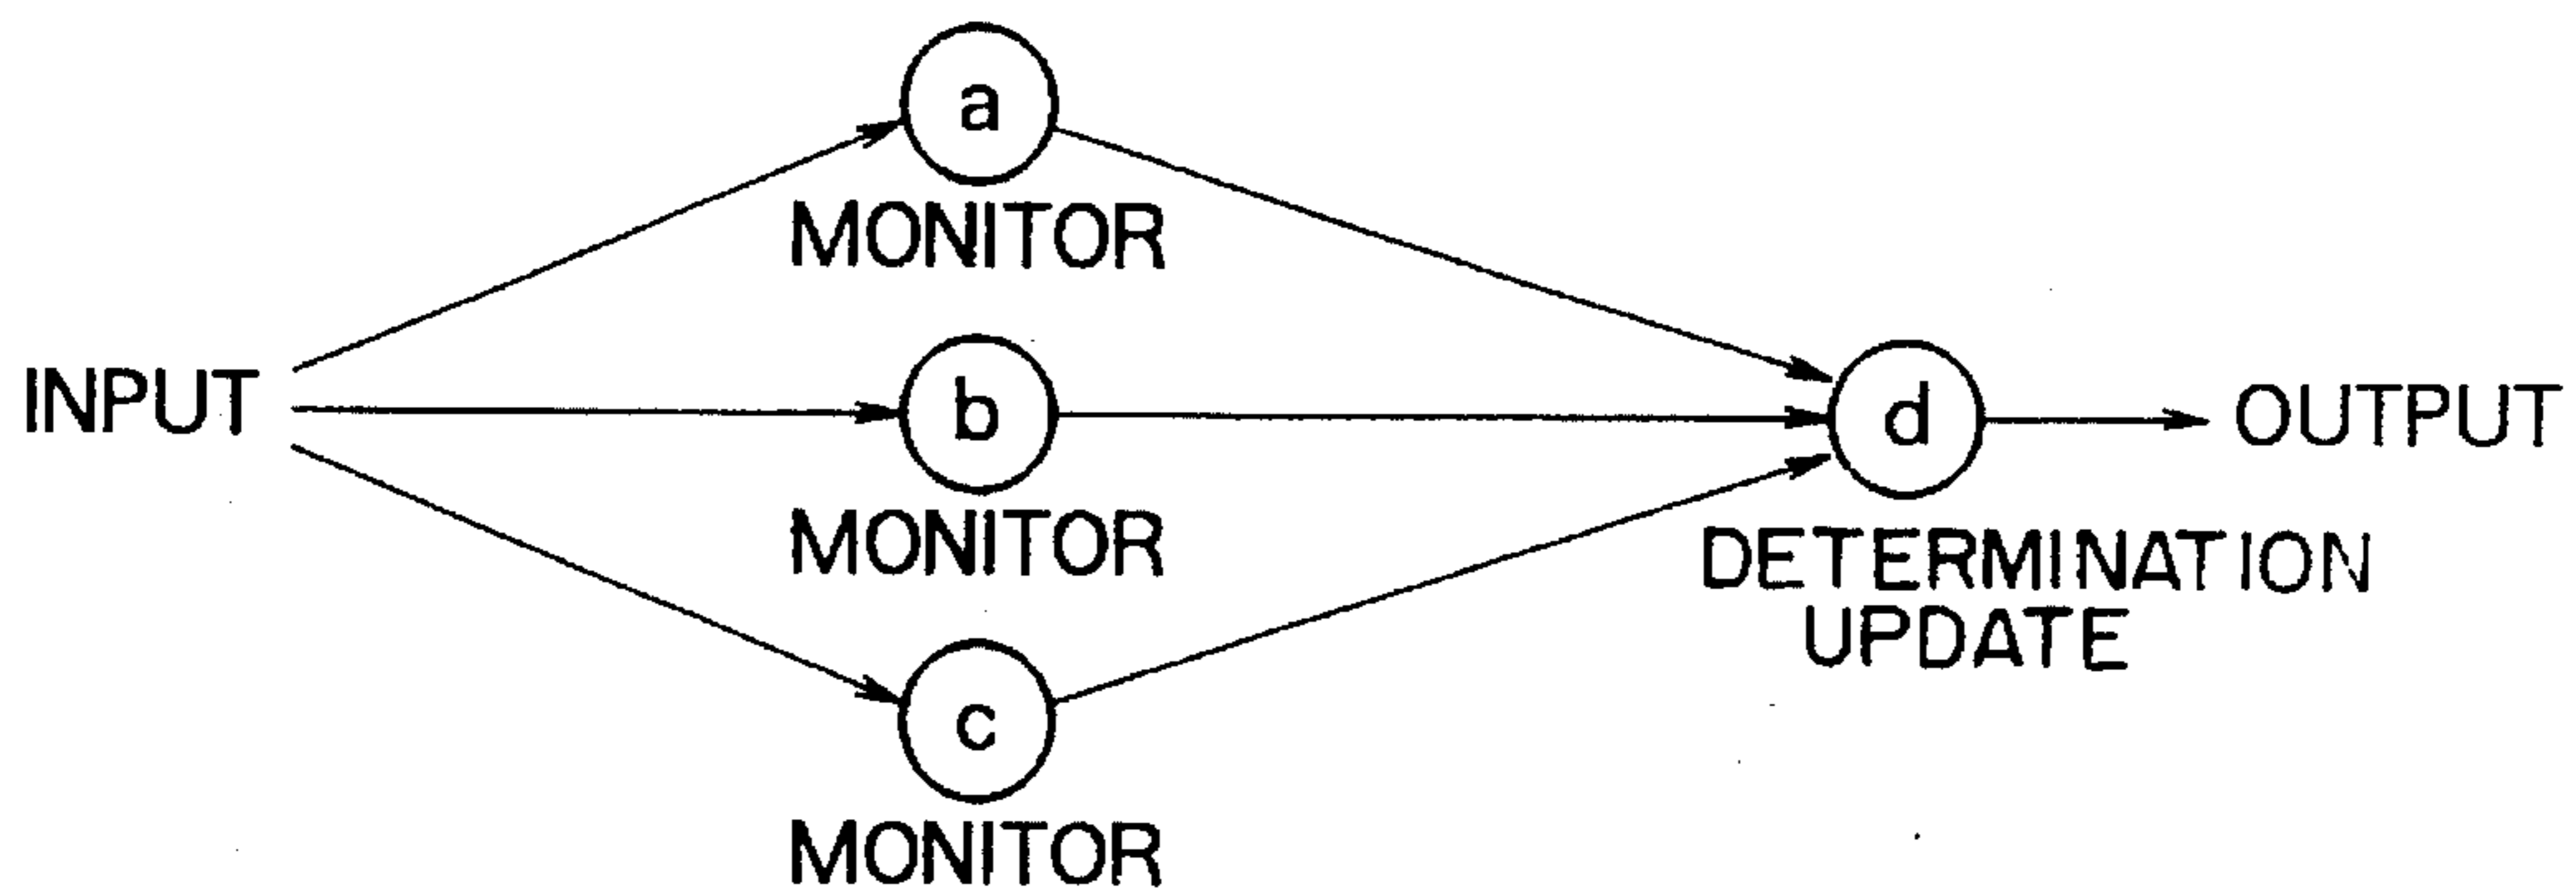 a
MONITOR
INPUT
b
MONITOR
d
OUTPUT
DETERMINATION
UPDATE
c
MONITOR